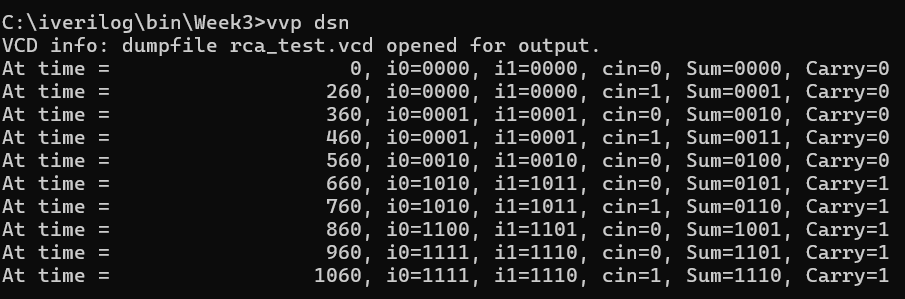 C:\iverilog\bin\Week3>vvp dsn
VCD info: dumpfile rca_test.vcd opened for output.
At time =                    0, i0=0000, i1=0000, cin=0, Sum=0000, Carry=0
At time =                  260, i0=0000, i1=0000, cin=1, Sum=0001, Carry=0
At time =                  360, i0=0001, i1=0001, cin=0, Sum=0010, Carry=0
At time =                  460, i0=0001, i1=0001, cin=1, Sum=0011, Carry=0
At time =                  560, i0=0010, i1=0010, cin=0, Sum=0100, Carry=0
At time =                  660, i0=1010, i1=1011, cin=0, Sum=0101, Carry=1
At time =                  760, i0=1010, i1=1011, cin=1, Sum=0110, Carry=1
At time =                  860, i0=1100, i1=1101, cin=0, Sum=1001, Carry=1
At time =                  960, i0=1111, i1=1110, cin=0, Sum=1101, Carry=1
At time =                 1060, i0=1111, i1=1110, cin=1, Sum=1110, Carry=1